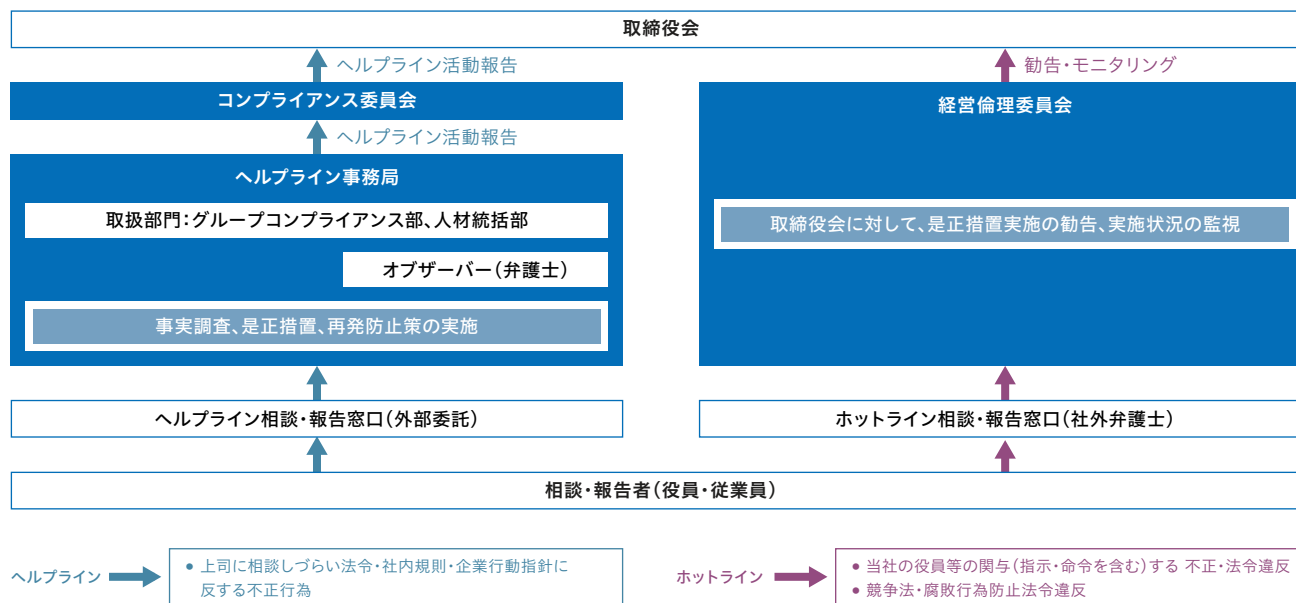 取締役会
ヘルプライン活動報告
勧告・モニタリング
コンプライアンス委員会
経営倫理委員会
ヘルプライン活動報告
ヘルプライン事務局
取扱部門：グループコンプライアンス部、人材統括部
オブザーバー（弁護士）
事実調査、是正措置、再発防止策の実施
取締役会に対して、是正措置実施の勧告、実施状況の監視
ヘルプライン相談・報告窓口（外部委託）
ホットライン相談・報告窓口（社外弁護士）
相談・報告者（役員・従業員）
ヘルプライン
● 上司に相談しづらい法令・社内規則・企業行動指針に
反する不正行為
ホットライン
● 当社の役員等の関与（指示・命令を含む）する 不正・法令違反
● 競争法・腐敗行為防止法令違反